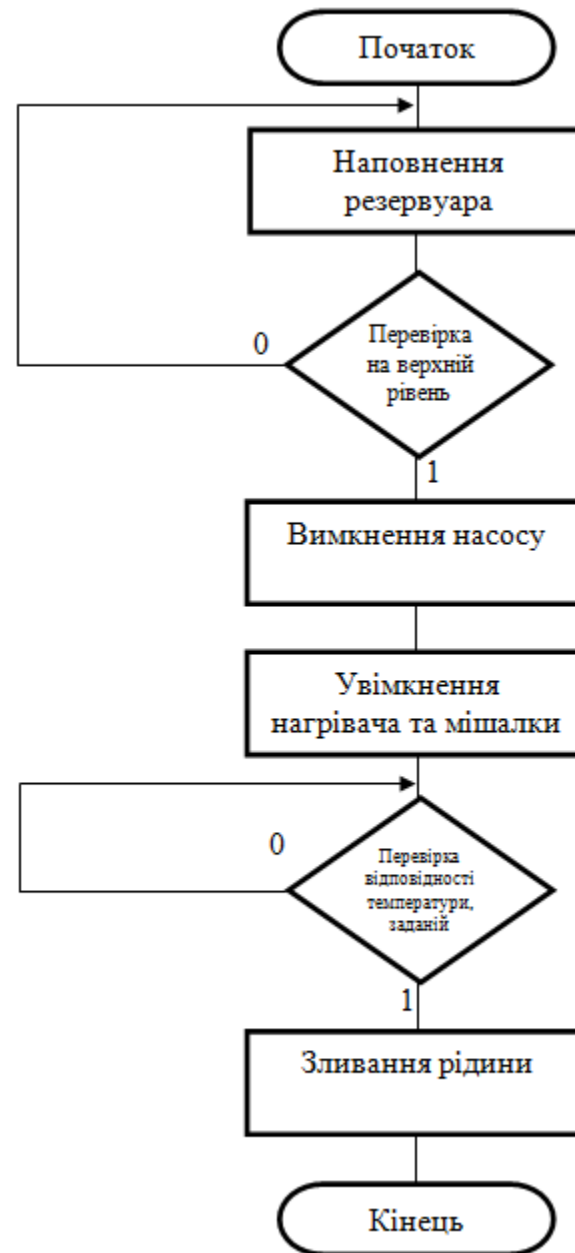 Початок
Наповнення
резервуара
0
Перевірка
на верхній
рівень
1
Вимкнення насосу
Увімкнення
нагрівача та мішалки
0
Перевірка
відповідності
температури,
заданій
1
Зливання рідини
Кінець